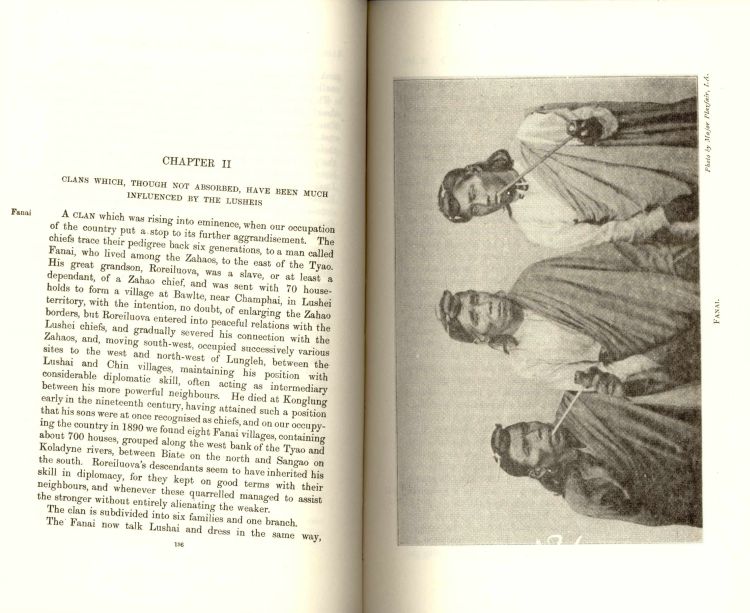 CHAPTER II
CLANS WHICH, THOUGH NOT ABSORBED, HAVE BEEN MUCH
INFLUENCED BY THE LUSHEIS
Fanai
A CLAN which was rising into eminence, when our occupation
of the country put a stop to its further aggrandisement. The
chiefs trace their pedigree back six generations, to a man called
Fanai, who lived among the Zahaos, to the east of the Tyao.
His great grandson, Roreiluova, was a slave, or at least a
dependant, of a Zahao chief, and was sent with 70 house-
holds to form a village at Bawlte, near Champhai, in Lushei
territory, with the intention, no doubt, of enlarging the Zahao
borders, but Roreiluova entered into peaceful relations with the
Lushei chiefs, and gradually severed his connection with the
Zahaos, and, moving south-west, occupied successively various
sites to the west and north-west of Lungleh, between the
Lushai and Chin villages, maintaining his position with
considerable diplomatic skill, often acting as intermediary
between his more powerful neighbours. He died at Konglung
early in the nineteenth century, having attained such a position
that his sons were at once recognised as chiefs, and on our occupy-
ing the country in 1890 we found eight Fanai villages, containing
about 700 houses, grouped along the west bank of the Tyao and
Koladyne rivers, between Biate on the north and Sangao on
the south. Roreiluova's descendants seem to have inherited his
skill in diplomacy, for they kept on good terms with their
neighbours, and whenever these quarrelled managed to assist
the stronger without entirely alienating the weaker.
The clan is subdivided into six families and one branch.
The Fanai now talk Lushai and dress in the same way,
136
Photo by Major Playfair, I.A.
FANAI.